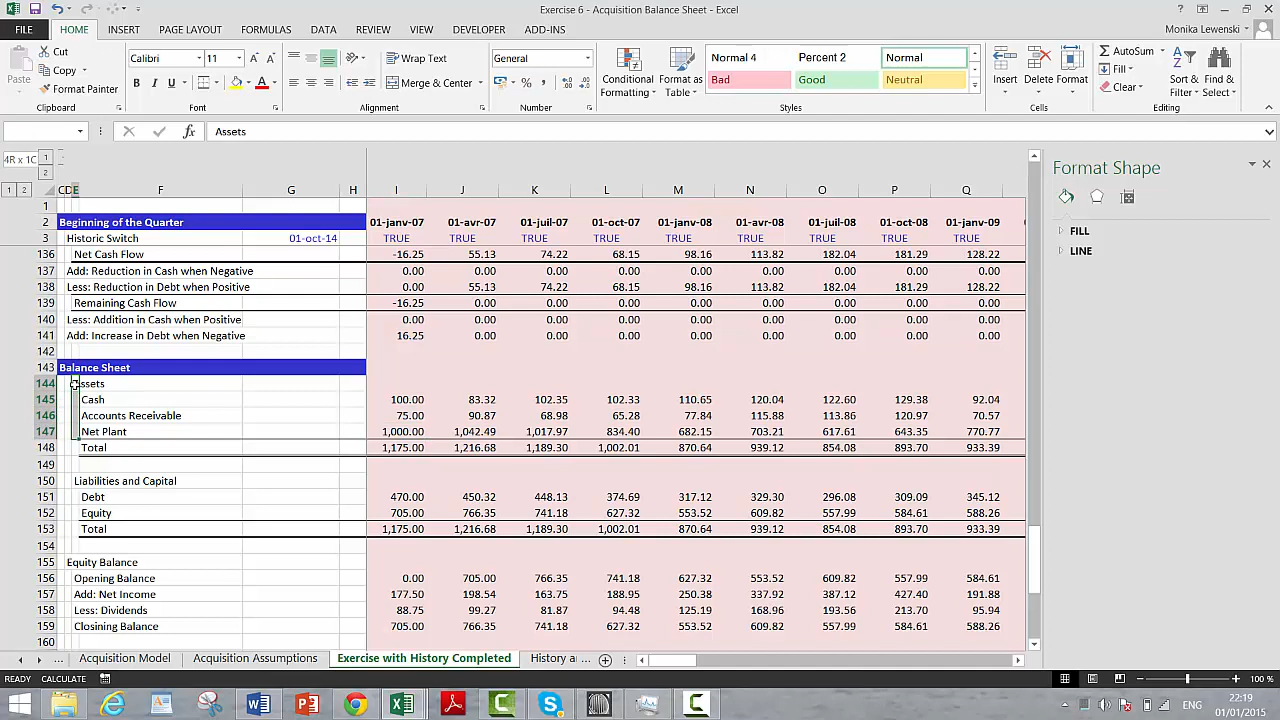 Exercise 6 - Acquisition Balance Sheet - Excel
FILE HOME INSERT PAGE LAYOUT FORMULAS DATA REVIEW VIEW DEVELOPER ADD-INS Monika Lewenski
Cut
Copy
Format Painter
Paste
Calibri 11
B I U
Wrap Text
Merge & Center
General
Conditional Formatting
Format as Table
Normal 4 Percent 2 Normal
Bad Good Neutral
Insert Delete Format
AutoSum
Fill
Clear
Sort & Filter
Find & Select
Clipboard Font Alignment Number Styles Cells Editing
fx Assets
4R x 1C
1
2
Format Shape
FILL
LINE
1 2
C D E F G H I J K L M N O P Q
1
2 Beginning of the Quarter 01-janv-07 01-avr-07 01-juil-07 01-oct-07 01-janv-08 01-avr-08 01-juil-08 01-oct-08 01-janv-09
3 Historic Switch 01-oct-14 TRUE TRUE TRUE TRUE TRUE TRUE TRUE TRUE TRUE
136 Net Cash Flow -16.25 55.13 74.22 68.15 98.16 113.82 182.04 181.29 128.22
137 Add: Reduction in Cash when Negative 0.00 0.00 0.00 0.00 0.00 0.00 0.00 0.00 0.00
138 Less: Reduction in Debt when Positive 0.00 55.13 74.22 68.15 98.16 113.82 182.04 181.29 128.22
139 Remaining Cash Flow -16.25 0.00 0.00 0.00 0.00 0.00 0.00 0.00 0.00
140 Less: Addition in Cash when Positive 0.00 0.00 0.00 0.00 0.00 0.00 0.00 0.00 0.00
141 Add: Increase in Debt when Negative 16.25 0.00 0.00 0.00 0.00 0.00 0.00 0.00 0.00
142
143 Balance Sheet
144 Assets
145 Cash 100.00 83.32 102.35 102.33 110.65 120.04 122.60 129.38 92.04
146 Accounts Receivable 75.00 90.87 68.98 65.28 77.84 115.88 113.86 120.97 70.57
147 Net Plant 1,000.00 1,042.49 1,017.97 834.40 682.15 703.21 617.61 643.35 770.77
148 Total 1,175.00 1,216.68 1,189.30 1,002.01 870.64 939.12 854.08 893.70 933.39
149
150 Liabilities and Capital
151 Debt 470.00 450.32 448.13 374.69 317.12 329.30 296.08 309.09 345.12
152 Equity 705.00 766.35 741.18 627.32 553.52 609.82 557.99 584.61 588.26
153 Total 1,175.00 1,216.68 1,189.30 1,002.01 870.64 939.12 854.08 893.70 933.39
154
155 Equity Balance
156 Opening Balance 0.00 705.00 766.35 741.18 627.32 553.52 609.82 557.99 584.61
157 Add: Net Income 177.50 198.54 163.75 188.95 250.38 337.92 387.12 427.40 191.88
158 Less: Dividends 88.75 99.27 81.87 94.48 125.19 168.96 193.56 213.70 95.94
159 Closining Balance 705.00 766.35 741.18 627.32 553.52 609.82 557.99 584.61 588.26
160
... Acquisition Model Acquisition Assumptions Exercise with History Completed History a ...
READY CALCULATE 100 %
ENG
22:19
01/01/2015